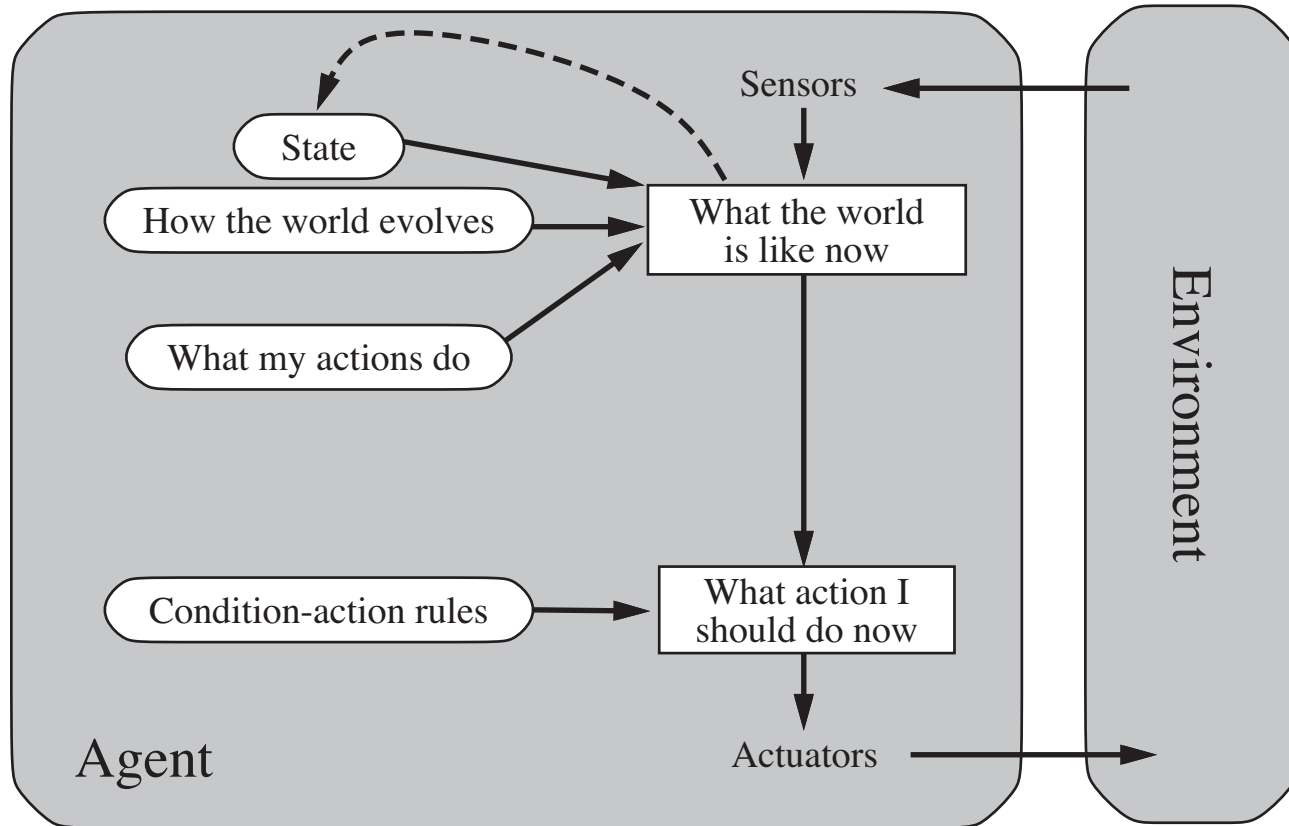 Sensors
State
How the world evolves
What the world
is like now
What my actions do
Environment
Condition-action rules
What action I
should do now
Agent
Actuators